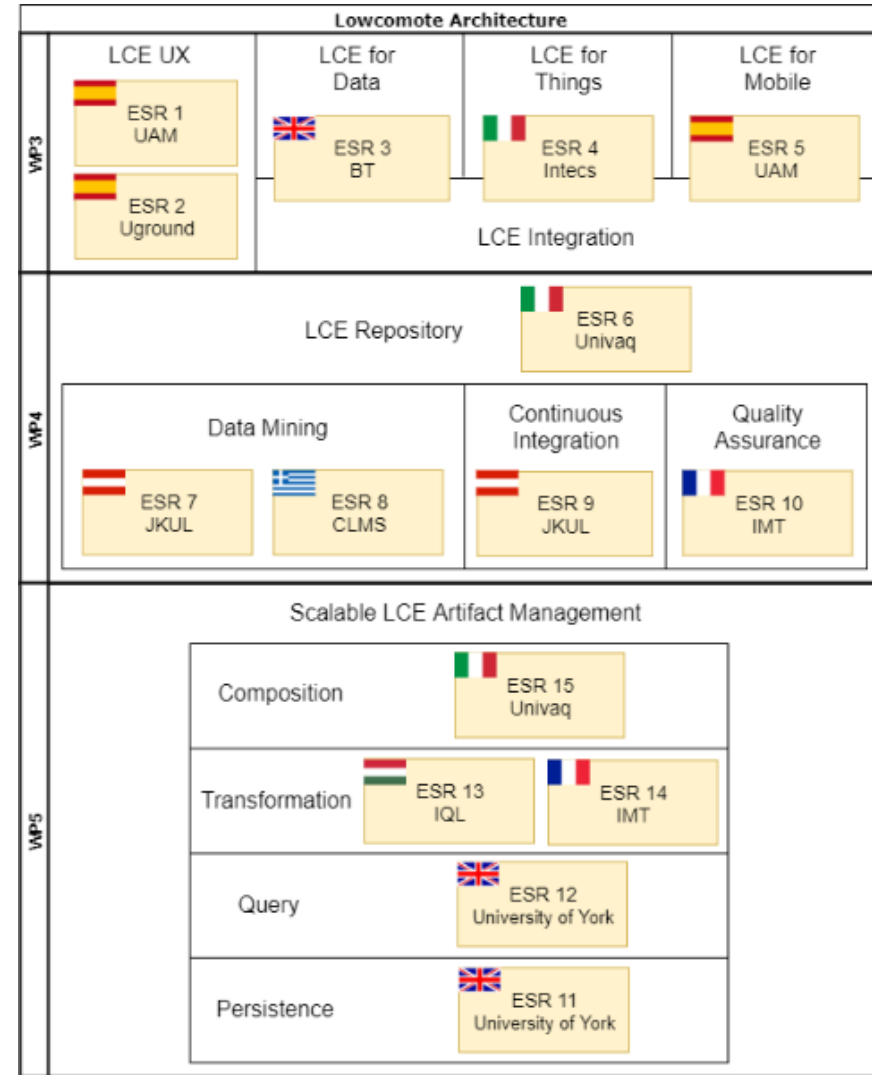 Lowcomote Architecture
WP3
LCE UX
ESR 1
UAM
ESR 2
Uground
LCE for
Data
ESR 3
BT
LCE for
Things
ESR 4
Intecs
LCE for
Mobile
ESR 5
UAM
LCE Integration
WP4
LCE Repository
ESR 6
Univaq
Data Mining
ESR 7
JKUL
ESR 8
CLMS
Continuous
Integration
ESR 9
JKUL
Quality
Assurance
ESR 10
IMT
WP5
Scalable LCE Artifact Management
Composition
ESR 15
Univaq
Transformation
ESR 13
IQL
ESR 14
IMT
Query
ESR 12
University of York
Persistence
ESR 11
University of York